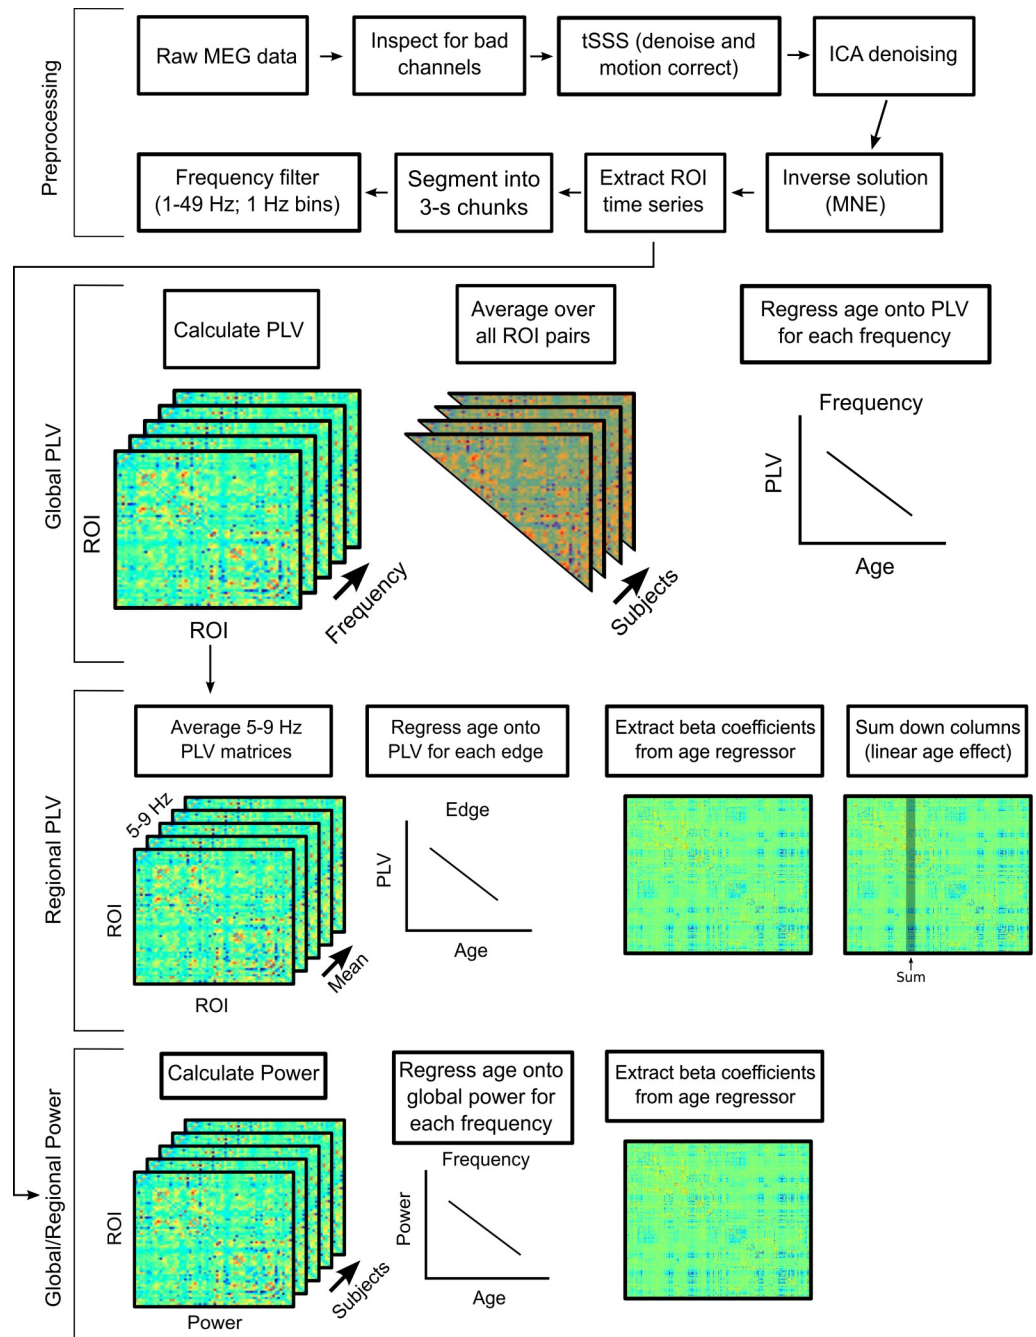 Preprocessing
Raw MEG data
Inspect for bad
channels
tSSS (denoise and
motion correct)
ICA denoising
Frequency filter
(1-49 Hz; 1 Hz bins)
Segment into
3-s chunks
Extract ROI
time series
Inverse solution
(MNE)
Global PLV
Calculate PLV
Average over
all ROI pairs
Regress age onto PLV
for each frequency
ROI
ROI
Frequency
Subjects
Frequency
PLV
Age
Regional PLV
Average 5-9 Hz
PLV matrices
Regress age onto
PLV for each edge
Extract beta coefficients
from age regressor
Sum down columns
(linear age effect)
5-9 Hz
ROI
ROI
Mean
Edge
PLV
Age
Sum
Global/Regional Power
Calculate Power
Regress age onto
global power for
each frequency
Extract beta coefficients
from age regressor
ROI
Power
Subjects
Frequency
Power
Age